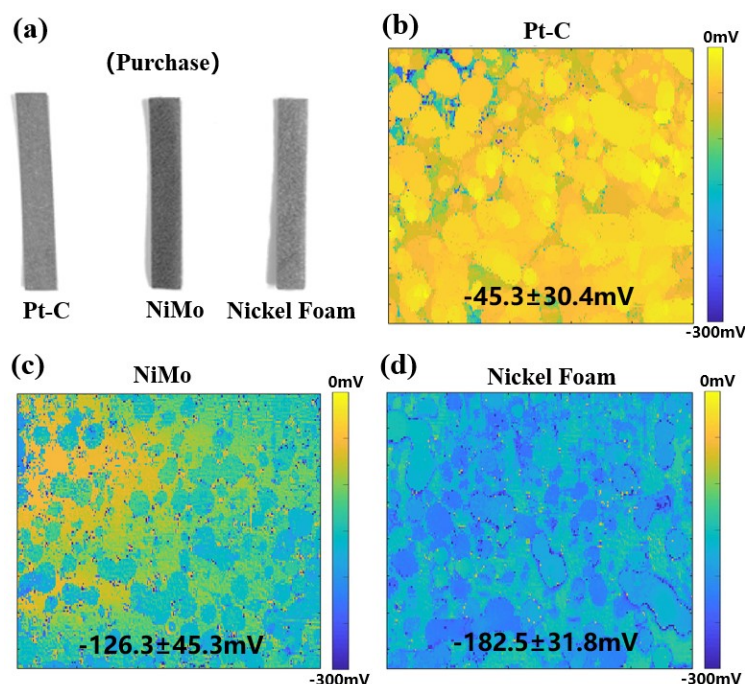 (a)
(Purchase)
Pt-C
NiMo
Nickel Foam
(b)
Pt-C
0mV
-45.3±30.4mV
-300mV
(c)
NiMo
0mV
-126.3±45.3mV
-300mV
(d)
Nickel Foam
0mV
-182.5±31.8mV
-300mV